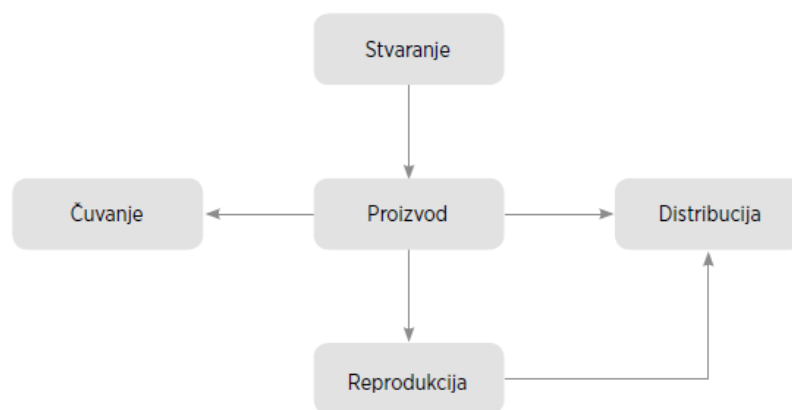 Stvaranje
Čuvanje
Proizvod
Distribucija
Reprodukcija